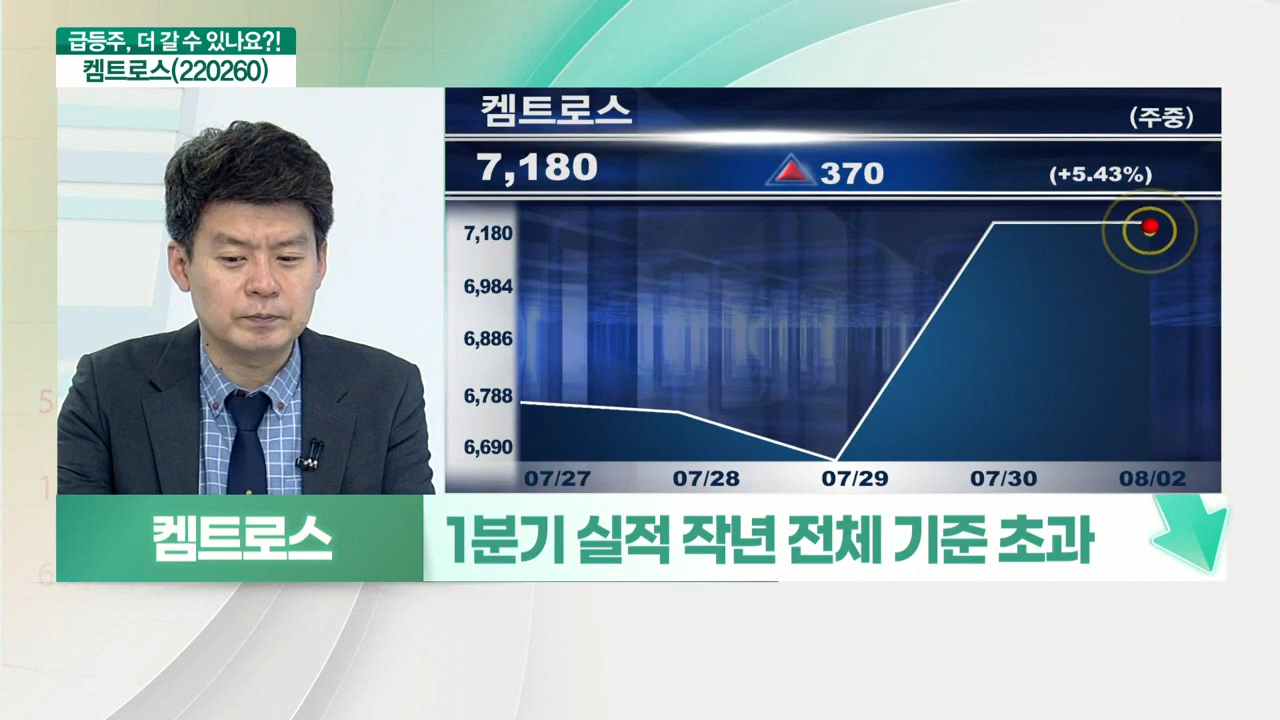 급등주, 더 갈 수 있나요?!
켐트로스(220260)
켐트로스 (주중)
7,180 370 (+5.43%)
7,180
6,984
6,886
6,788
6,690
07/27 07/28 07/29 07/30 08/02
켐트로스
1분기 실적 작년 전체 기준 초과